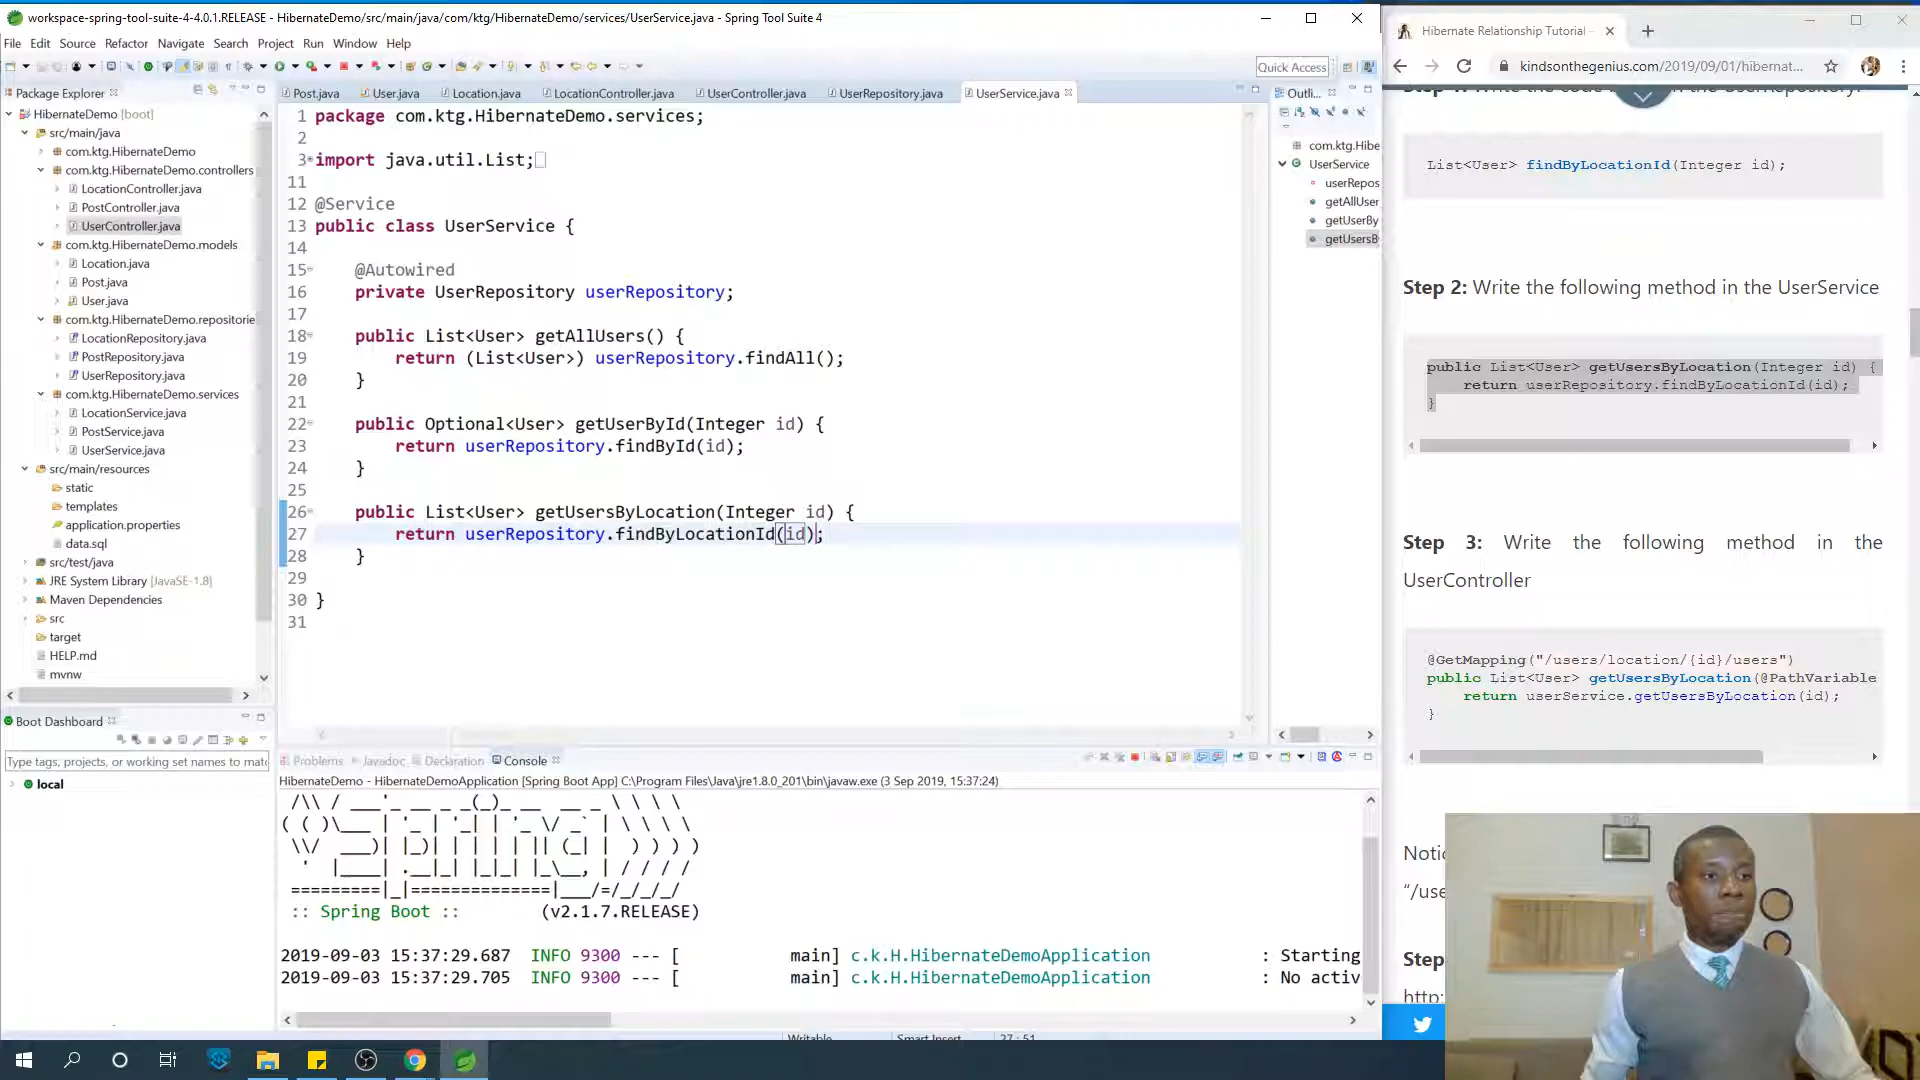 workspace-spring-tool-suite-4-4.0.1.RELEASE - HibernateDemo/src/main/java/com/ktg/HibernateDemo/services/UserService.java - Spring Tool Suite 4
File Edit Source Refactor Navigate Search Project Run Window Help
Quick Access
Package Explorer
HibernateDemo [boot]
src/main/java
com.ktg.HibernateDemo
com.ktg.HibernateDemo.controllers
LocationController.java
PostController.java
UserController.java
com.ktg.HibernateDemo.models
Location.java
Post.java
User.java
com.ktg.HibernateDemo.repositorie
LocationRepository.java
PostRepository.java
UserRepository.java
com.ktg.HibernateDemo.services
LocationService.java
PostService.java
UserService.java
src/main/resources
static
templates
application.properties
data.sql
src/test/java
JRE System Library [JavaSE-1.8]
Maven Dependencies
src
target
HELP.md
mvnw
Boot Dashboard
Type tags, projects, or working set names to mat
local
Post.java User.java Location.java LocationController.java UserController.java UserRepository.java UserService.java
1 package com.ktg.HibernateDemo.services;
2
3 import java.util.List;
11
12 @Service
13 public class UserService {
14
15 @Autowired
16 private UserRepository userRepository;
17
18 public List<User> getAllUsers() {
19 return (List<User>) userRepository.findAll();
20 }
21
22 public Optional<User> getUserById(Integer id) {
23 return userRepository.findById(id);
24 }
25
26 public List<User> getUsersByLocation(Integer id) {
27 return userRepository.findByLocationId(id);
28 }
29
30 }
31
Outli...
com.ktg.Hibe
UserService
userRepos
getAllUser
getUserBy
getUsersB
Problems Javadoc Declaration Console
HibernateDemo - HibernateDemoApplication [Spring Boot App] C:\Program Files\Java\jre1.8.0_201\bin\javaw.exe (3 Sep 2019, 15:37:24)
:: Spring Boot :: (v2.1.7.RELEASE)
2019-09-03 15:37:29.687 INFO 9300 --- [ main] c.k.H.HibernateDemoApplication : Starting
2019-09-03 15:37:29.705 INFO 9300 --- [ main] c.k.H.HibernateDemoApplication : No activ
Writable Smart Insert 27 : 51
Hibernate Relationship Tutorial
kindsonthegenius.com/2019/09/01/hibernat...
List<User> findByLocationId(Integer id);
Step 2: Write the following method in the UserService
public List<User> getUsersByLocation(Integer id) {
return userRepository.findByLocationId(id);
}
Step 3: Write the following method in the
UserController
@GetMapping("/users/location/{id}/users")
public List<User> getUsersByLocation(@PathVariable
return userService.getUsersByLocation(id);
}
Notic
“/use
Step
http: